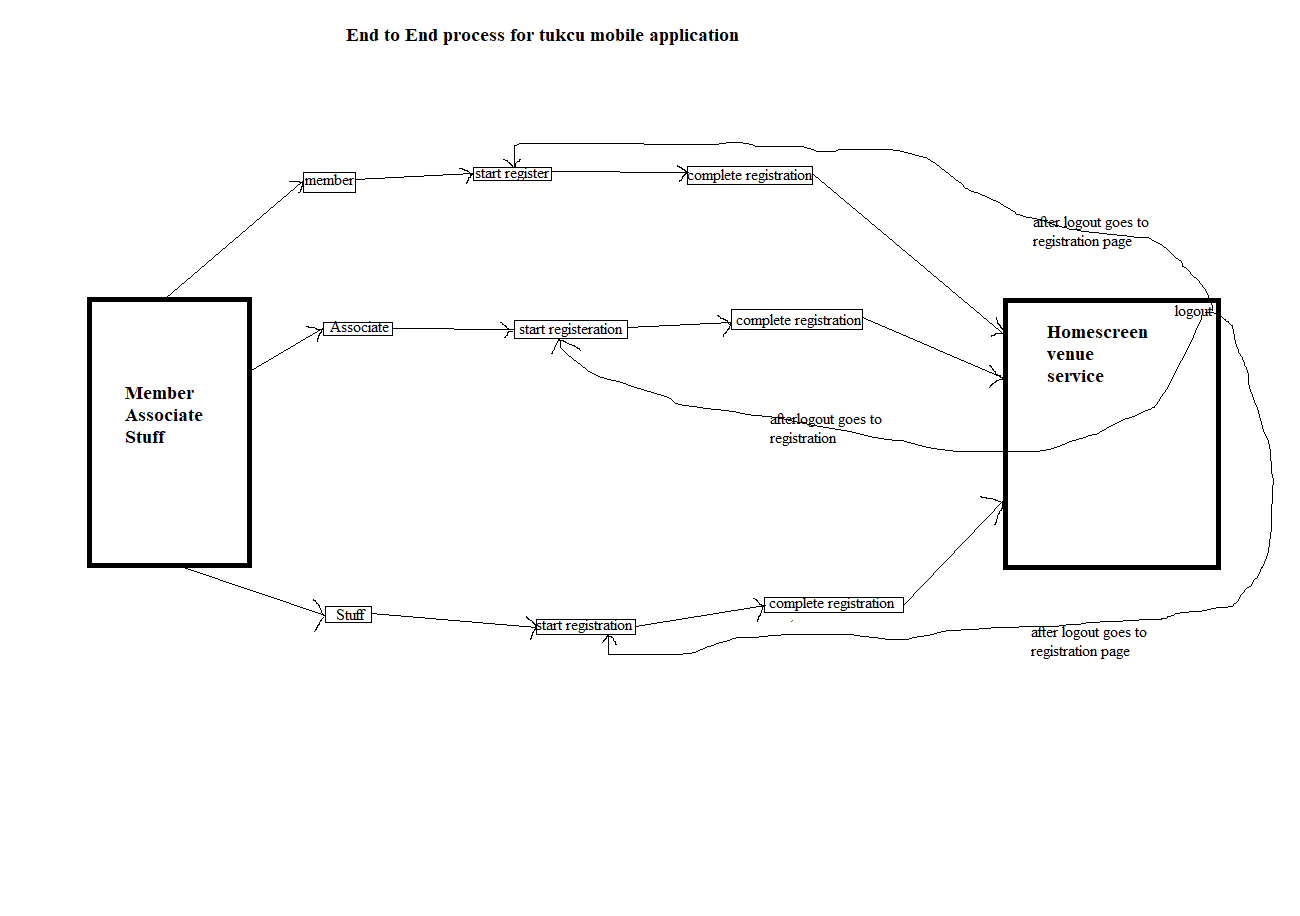 End to End process for tukcu mobile application
member
start register
complete registration
after logout goes to
registration page
Associate
start registeration
complete registration
logout
Homescreen
venue
service
Member
Associate
Stuff
afterlogout goes to
registration
Stuff
start registration
complete registration
after logout goes to
registration page